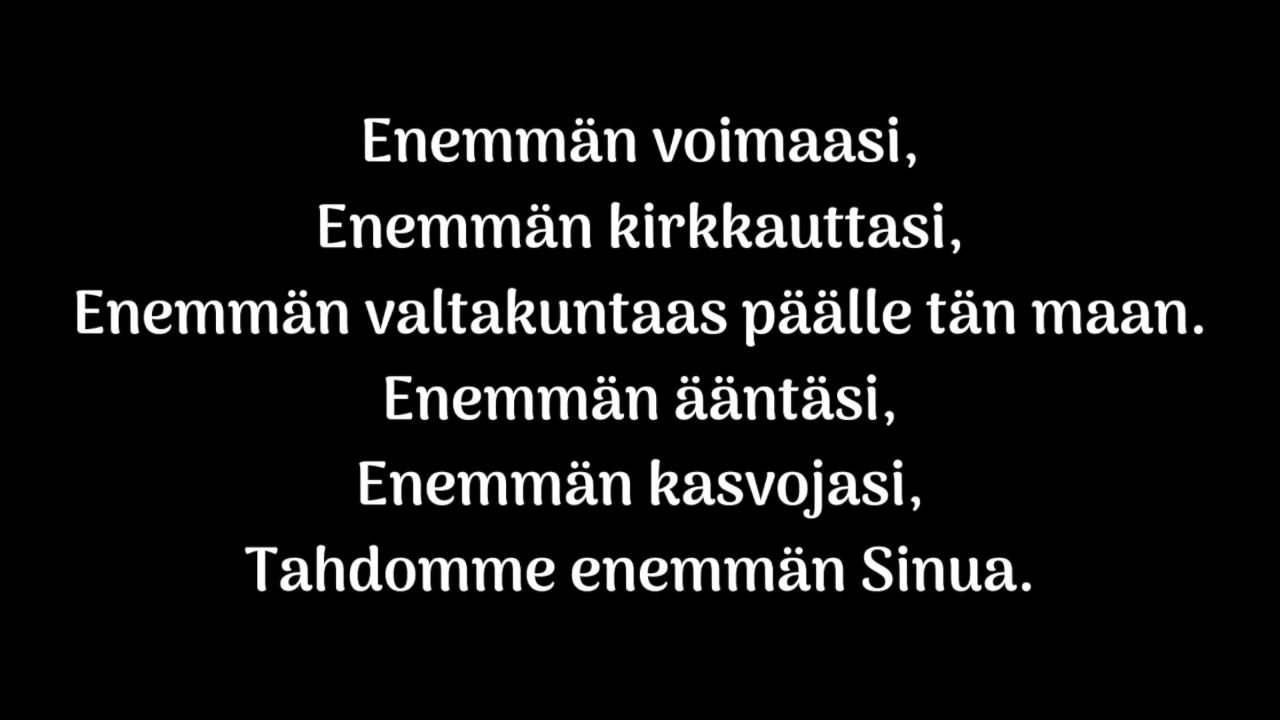 Enemmän voimaasi,
Enemmän kirkkauttasi,
Enemmän valtakuntaas päälle tän maan.
Enemmän ääntäsi,
Enemmän kasvojasi,
Tahdomme enemmän Sinua.